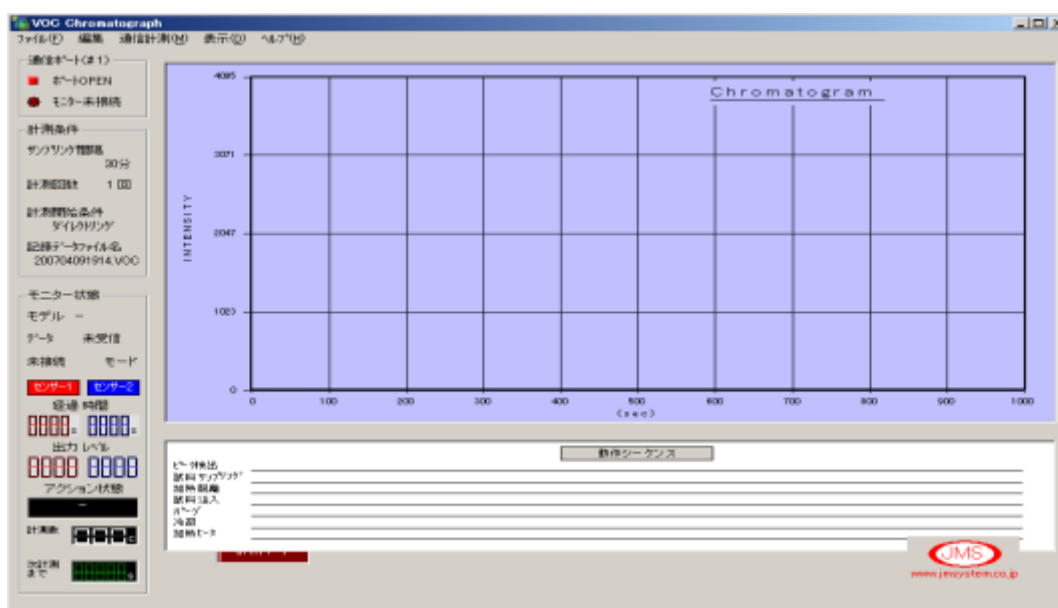 VOC Chromatograph
ファイル(F) 編集 通信計測(M) 表示(D) ヘルプ(H)
通信ポート(#1)
ポートOPEN
モニター未接続
計測条件
サンプリング間隔
30分
計測回数 1回
計測開始条件
ダイレクトリング
記録データファイル名
200704091914.VOC
モニター状態
モデル -
データ 未受信
未接続 モード
センサー1 センサー2
経過時間
出力レベル
アクション状態
-
計測数
次計測
まで
Chromatogram
INTENSITY
4095
3071
2047
1023
0
0 100 200 300 400 500 600 700 800 900 1000
(sec)
動作シーケンス
ピーク検出
試料サンプリング
加熱脱離
試料注入
パージ
冷却
加熱ヒータ
JMS
www.jmsystem.co.jp